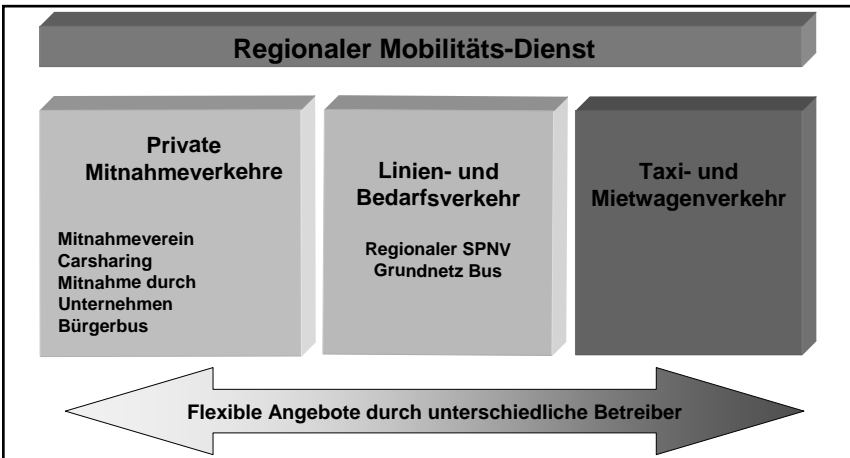 Regionaler Mobilitäts-Dienst
Private
Mitnahmeverkehre
Mitnahmeverein
Carsharing
Mitnahme durch
Unternehmen
Bürgerbus
Linien- und
Bedarfsverkehr
Regionaler SPNV
Grundnetz Bus
Taxi- und
Mietwagenverkehr
Flexible Angebote durch unterschiedliche Betreiber